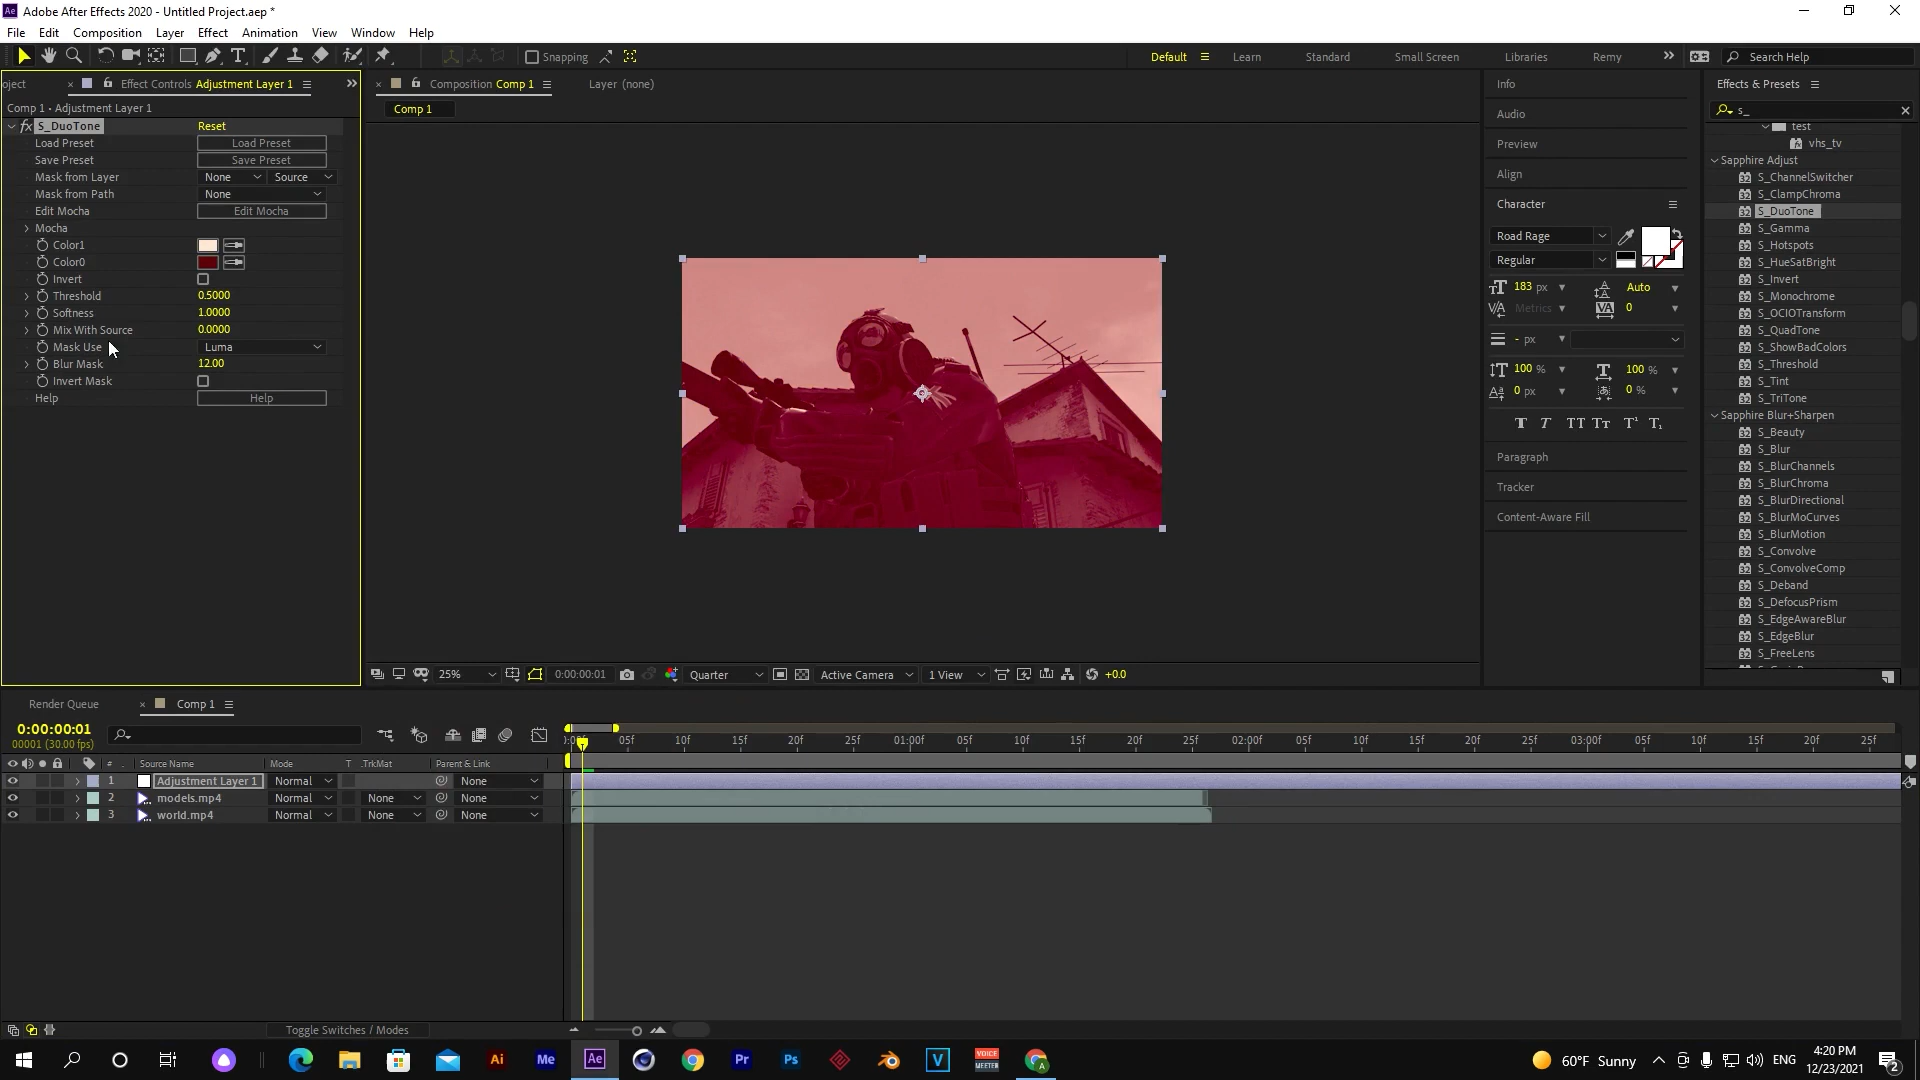 Adobe After Effects 2020 - Untitled Project.aep *
File Edit Composition Layer Effect Animation View Window Help
Snapping
Default Learn Standard Small Screen Libraries Remy
Search Help
oject
Effect Controls Adjustment Layer 1
Comp 1 • Adjustment Layer 1
fx S_DuoTone Reset
Load Preset Load Preset
Save Preset Save Preset
Mask from Layer None Source
Mask from Path None
Edit Mocha Edit Mocha
Mocha
Color1
Color0
Invert
Threshold 0.5000
Softness 1.0000
Mix With Source 0.0000
Mask Use Luma
Blur Mask 12.00
Invert Mask
Help Help
Composition Comp 1
Layer (none)
Comp 1
25% 0:00:00:01 Quarter Active Camera 1 View +0.0
Info
Audio
Preview
Align
Character
Road Rage
Regular
183 px Auto
Metrics 0
- px
100 % 100 %
0 px 0 %
Paragraph
Tracker
Content-Aware Fill
Effects & Presets
s_
test
vhs_tv
Sapphire Adjust
S_ChannelSwitcher
S_ClampChroma
S_DuoTone
S_Gamma
S_Hotspots
S_HueSatBright
S_Invert
S_Monochrome
S_OCIOTransform
S_QuadTone
S_ShowBadColors
S_Threshold
S_Tint
S_TriTone
Sapphire Blur+Sharpen
S_Beauty
S_Blur
S_BlurChannels
S_BlurChroma
S_BlurDirectional
S_BlurMoCurves
S_BlurMotion
S_Convolve
S_ConvolveComp
S_Deband
S_DefocusPrism
S_EdgeAwareBlur
S_EdgeBlur
S_FreeLens
Render Queue Comp 1
0:00:00:01
00001 (30.00 fps)
05f 10f 15f 20f 25f 01:00f 05f 10f 15f 20f 25f 02:00f 05f 10f 15f 20f 25f 03:00f 05f 10f 15f 20f 25f
# Source Name Mode T .TrkMat Parent & Link
1 Adjustment Layer 1 Normal None
2 models.mp4 Normal None None
3 world.mp4 Normal None None
Toggle Switches / Modes
Ai Me Ae Pr Ps V VOICE MEETER A
60°F Sunny
ENG
4:20 PM
12/23/2021
2